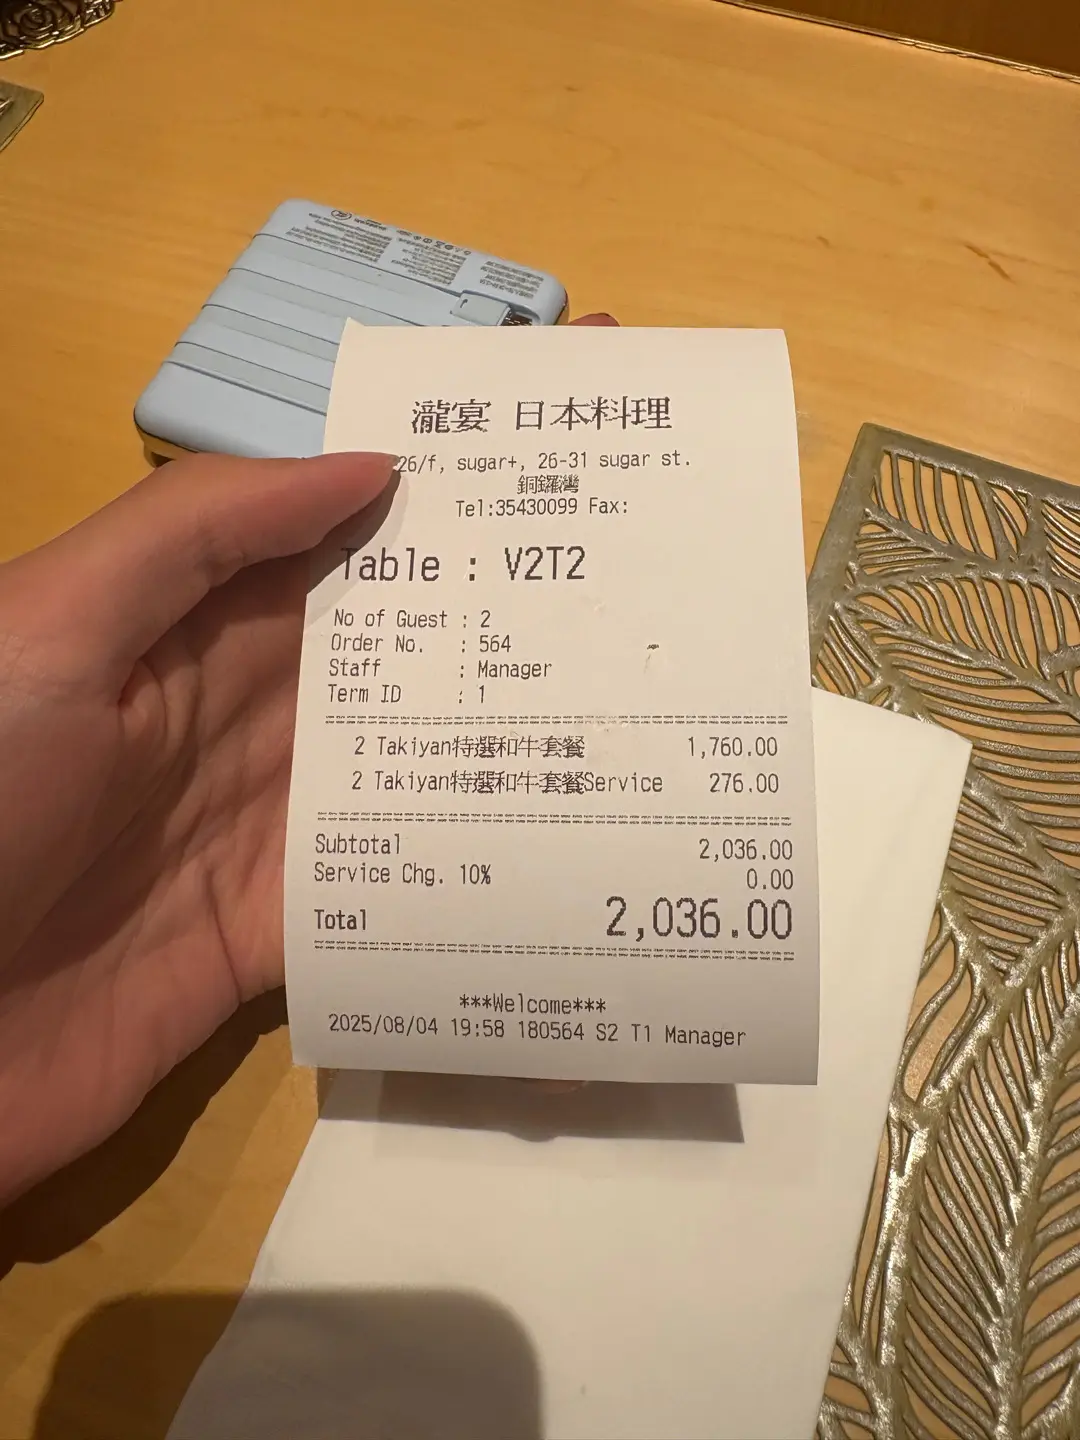 瀧宴 日本料理
26/f, sugar+, 26-31 sugar st.
銅鑼灣
Tel:35430099 Fax:
Table : V2T2
No of Guest : 2
Order No. : 564
Staff : Manager
Term ID : 1
2 Takiyan特選和牛套餐 1,760.00
2 Takiyan特選和牛套餐Service 276.00
Subtotal 2,036.00
Service Chg. 10% 0.00
Total 2,036.00
***Welcome***
2025/08/04 19:58 180564 S2 T1 Manager